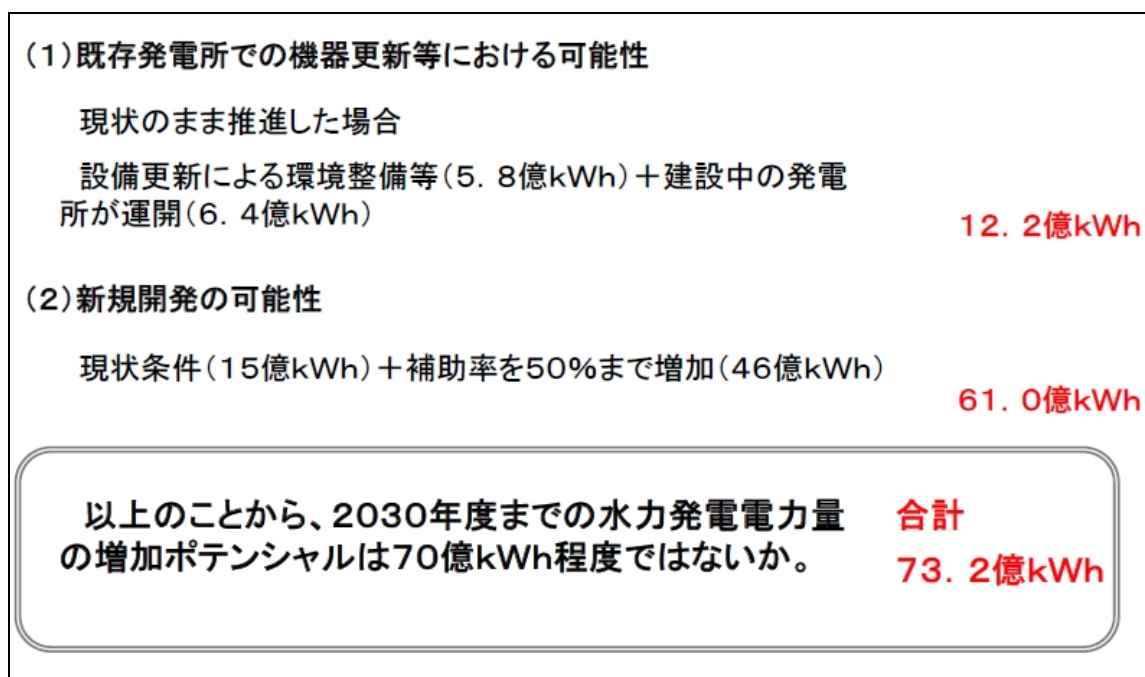 （１）既存発電所での機器更新等における可能性
現状のまま推進した場合
設備更新による環境整備等（５．８億kWh）＋建設中の発電
所が運開（６．４億kWh）
１２．２億kWh
（２）新規開発の可能性
現状条件（１５億kWh）＋補助率を５０％まで増加（４６億kWh）
６１．０億kWh
以上のことから、２０３０年度までの水力発電電力量
の増加ポテンシャルは７０億kWh程度ではないか。
合計
７３．２億kWh